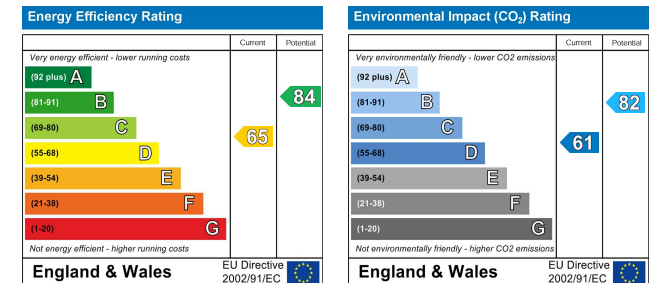 Energy Efficiency Rating
Current Potential
Very energy efficient - lower running costs
(92 plus) A
(81-91) B
(69-80) C
(55-68) D
(39-54) E
(21-38) F
(1-20) G
65
84
Not energy efficient - higher running costs
England & Wales
EU Directive
2002/91/EC
Environmental Impact (CO₂) Rating
Current Potential
Very environmentally friendly - lower CO2 emissions
(92 plus) A
(81-91) B
(69-80) C
(55-68) D
(39-54) E
(21-38) F
(1-20) G
61
82
Not environmentally friendly - higher CO2 emissions
England & Wales
EU Directive
2002/91/EC